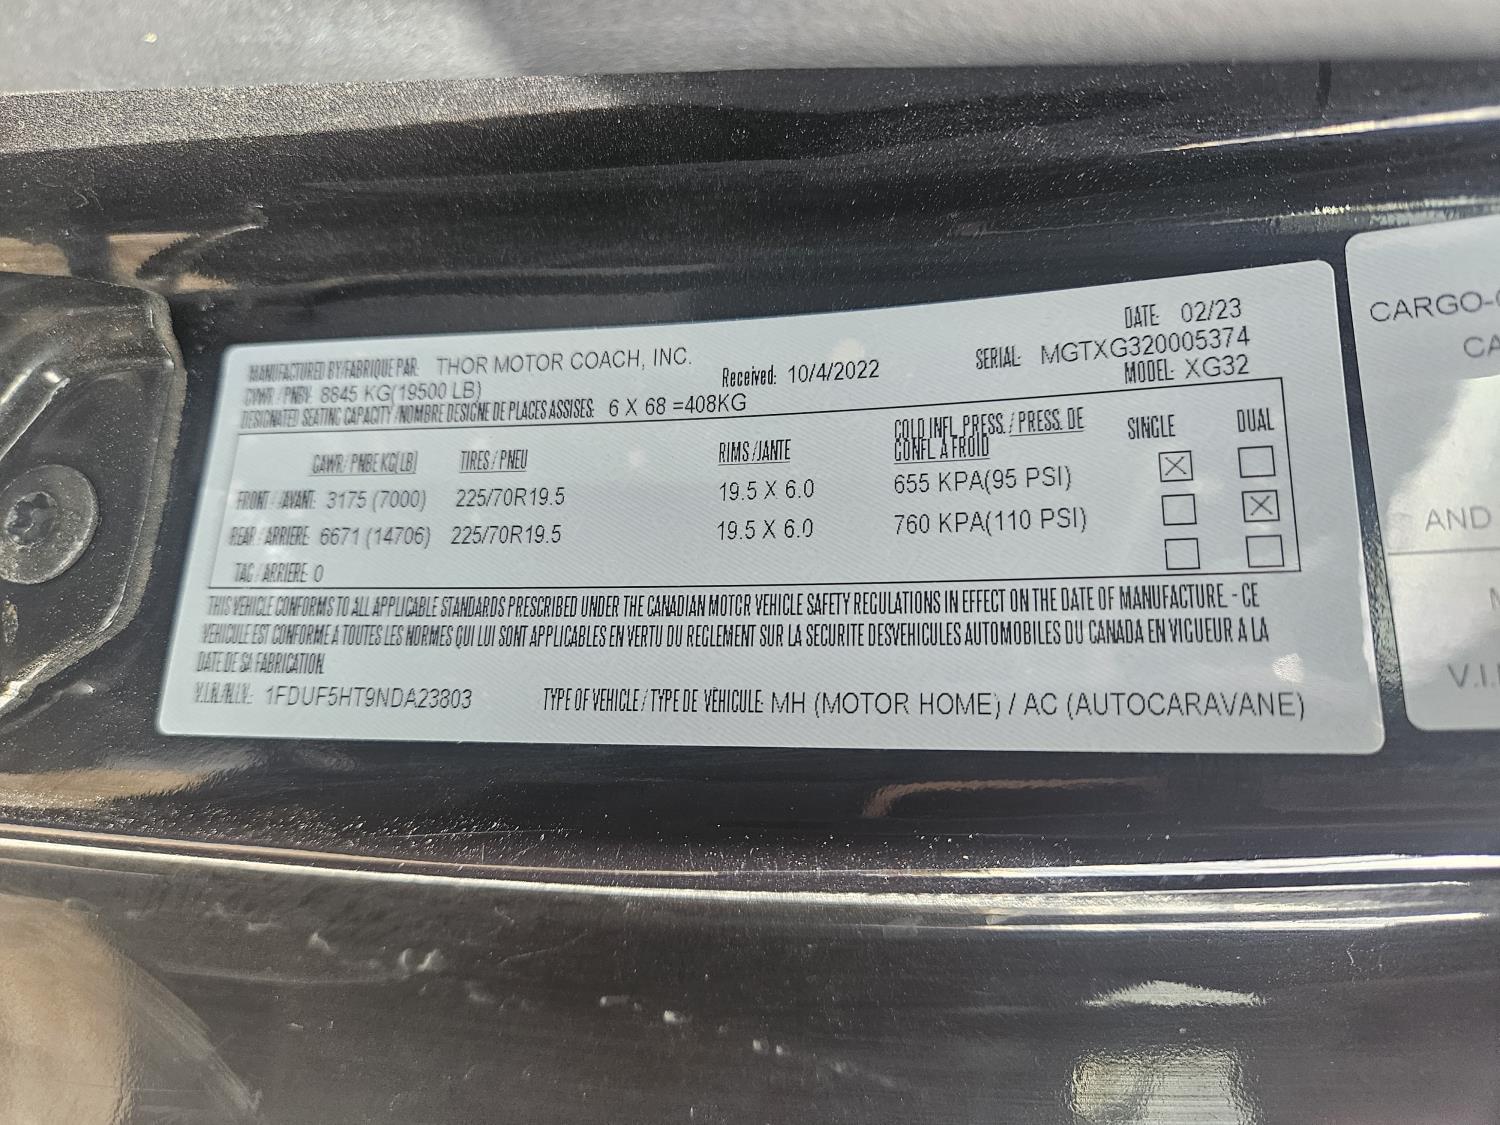 DATE 02/23
MANUFACTURED BY/FABRIQUE PAR: THOR MOTOR COACH, INC.
SERIAL: MGTXG320005374
GVWR / PNBV 8845 KG(19500 LB)
Received: 10/4/2022
MODEL: XG32
DESIGNATED SEATING CAPACITY / NOMBRE DESIGNE DE PLACES ASSISES: 6 X 68 =408KG
GAWR / PNBE KG(LB) TIRES / PNEU RIMS /JANTE COLD INFL. PRESS. / PRESS. DE SINGLE DUAL
GONFL A FROID
FRONT / AVANT: 3175 (7000) 225/70R19.5 19.5 X 6.0 655 KPA(95 PSI)
REAR / ARRIERE 6671 (14706) 225/70R19.5 19.5 X 6.0 760 KPA(110 PSI)
TAG / ARRIERE 0
THIS VEHICLE CONFORMS TO ALL APPLICABLE STANDARDS PRESCRIBED UNDER THE CANADIAN MOTOR VEHICLE SAFETY REGULATIONS IN EFFECT ON THE DATE OF MANUFACTURE. - CE
VEHICULE EST CONFORME A TOUTES LES NORMES QUI LUI SONT APPLICABLES EN VERTU DU REGLEMENT SUR LA SECURITE DES VEHICULES AUTOMOBILES DU CANADA EN VIGUEUR A LA
DATE DE SA FABRICATION
V.I.N./N.I.V.: 1FDUF5HT9NDA23803 TYPE OF VEHICLE / TYPE DE VÉHICULE: MH (MOTOR HOME) / AC (AUTOCARAVANE)
CARGO-
CA
AND
V.I.